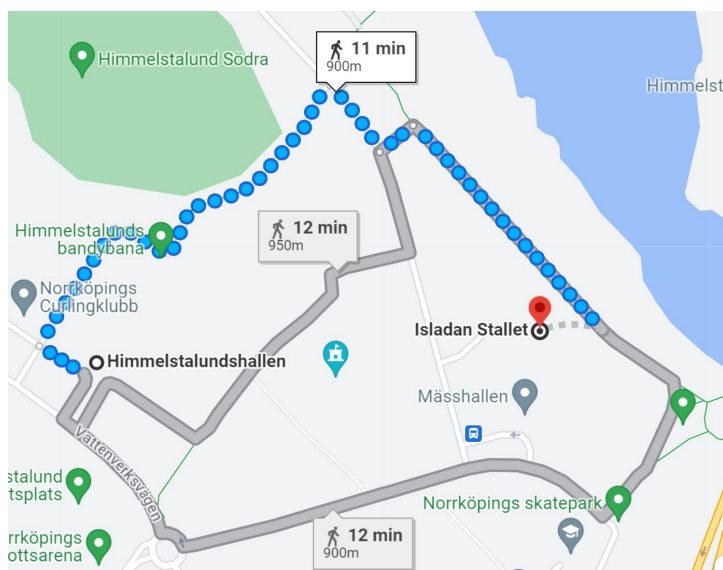 11 min
900m
Himmelstalund Södra
Himmelst
Himmelstalunds
bandybana
12 min
950m
Norrköpings
Curlingklubb
Isladan Stallet
Himmelstalundshallen
Mässhallen
Vattenverksvägen
stalund
tsplats
Norrköpings skatepark
rrköpings
ottsarena
12 min
900m